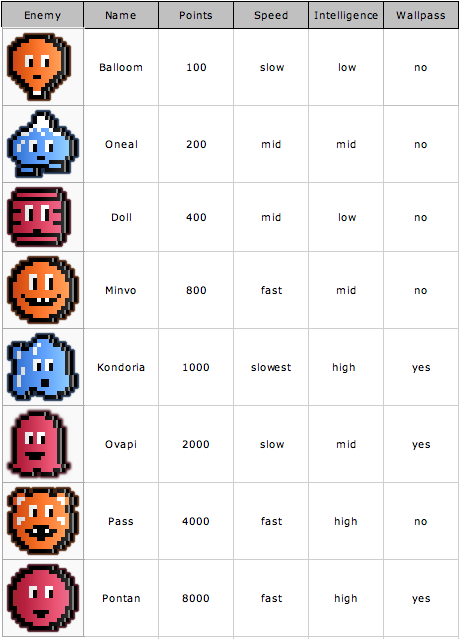 Enemy Name Points Speed Intelligence Wallpass
Balloom 100 slow low no
Oneal 200 mid mid no
Doll 400 mid low no
Minvo 800 fast mid no
Kondoria 1000 slowest high yes
Ovapi 2000 slow mid yes
Pass 4000 fast high no
Pontan 8000 fast high yes